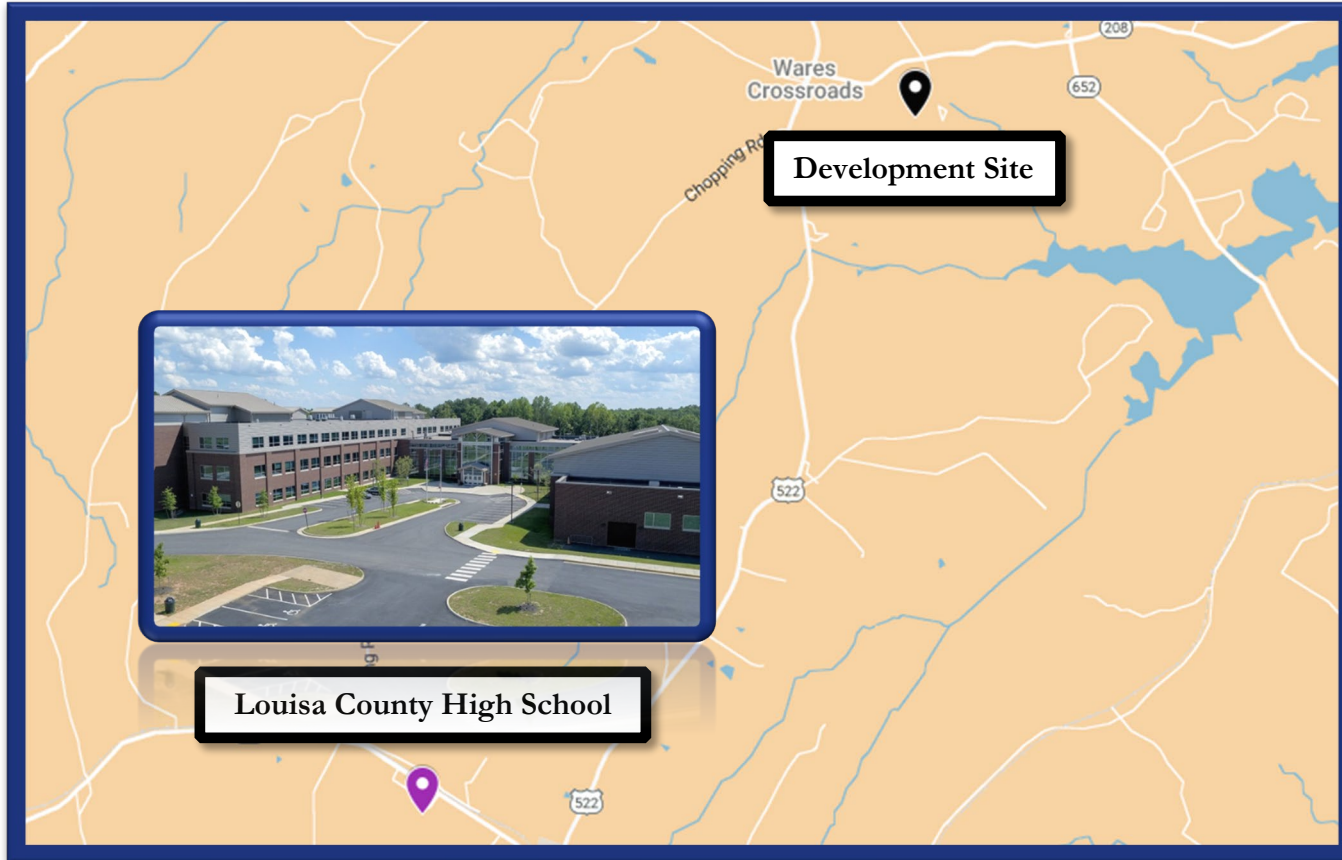 208
Wares
Crossroads
652
Chopping Rd
Development Site
522
Louisa County High School
522